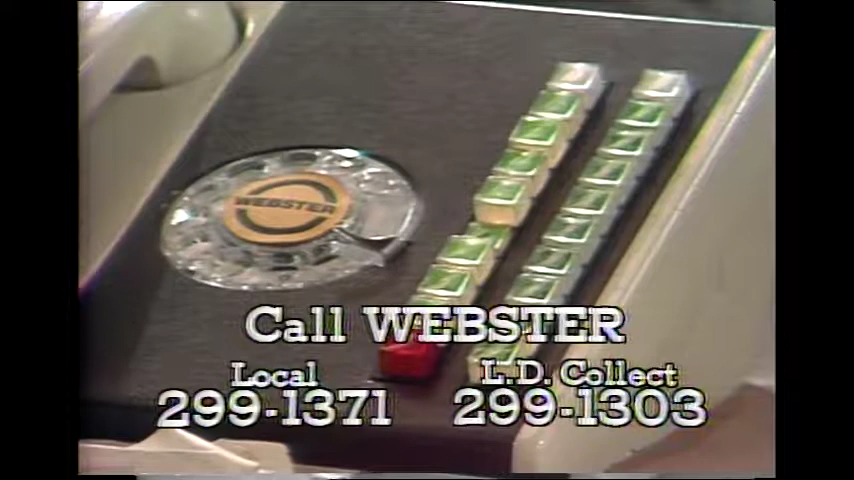 WEBSTER
Call WEBSTER
Local
299-1371
L.D. Collect
299-1303